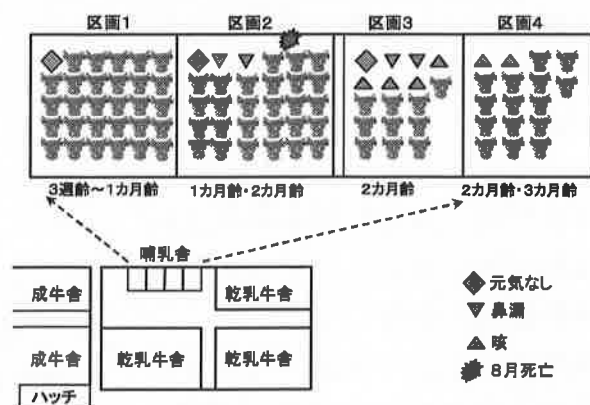 区画1 区画2 区画3 区画4
3週齢～1カ月齢 1カ月齢・2カ月齢 2カ月齢 2カ月齢・3カ月齢
哺乳舎
成牛舎 乾乳牛舎
成牛舎 乾乳牛舎 乾乳牛舎
ハッチ
元気なし
鼻漏
咳
8月死亡